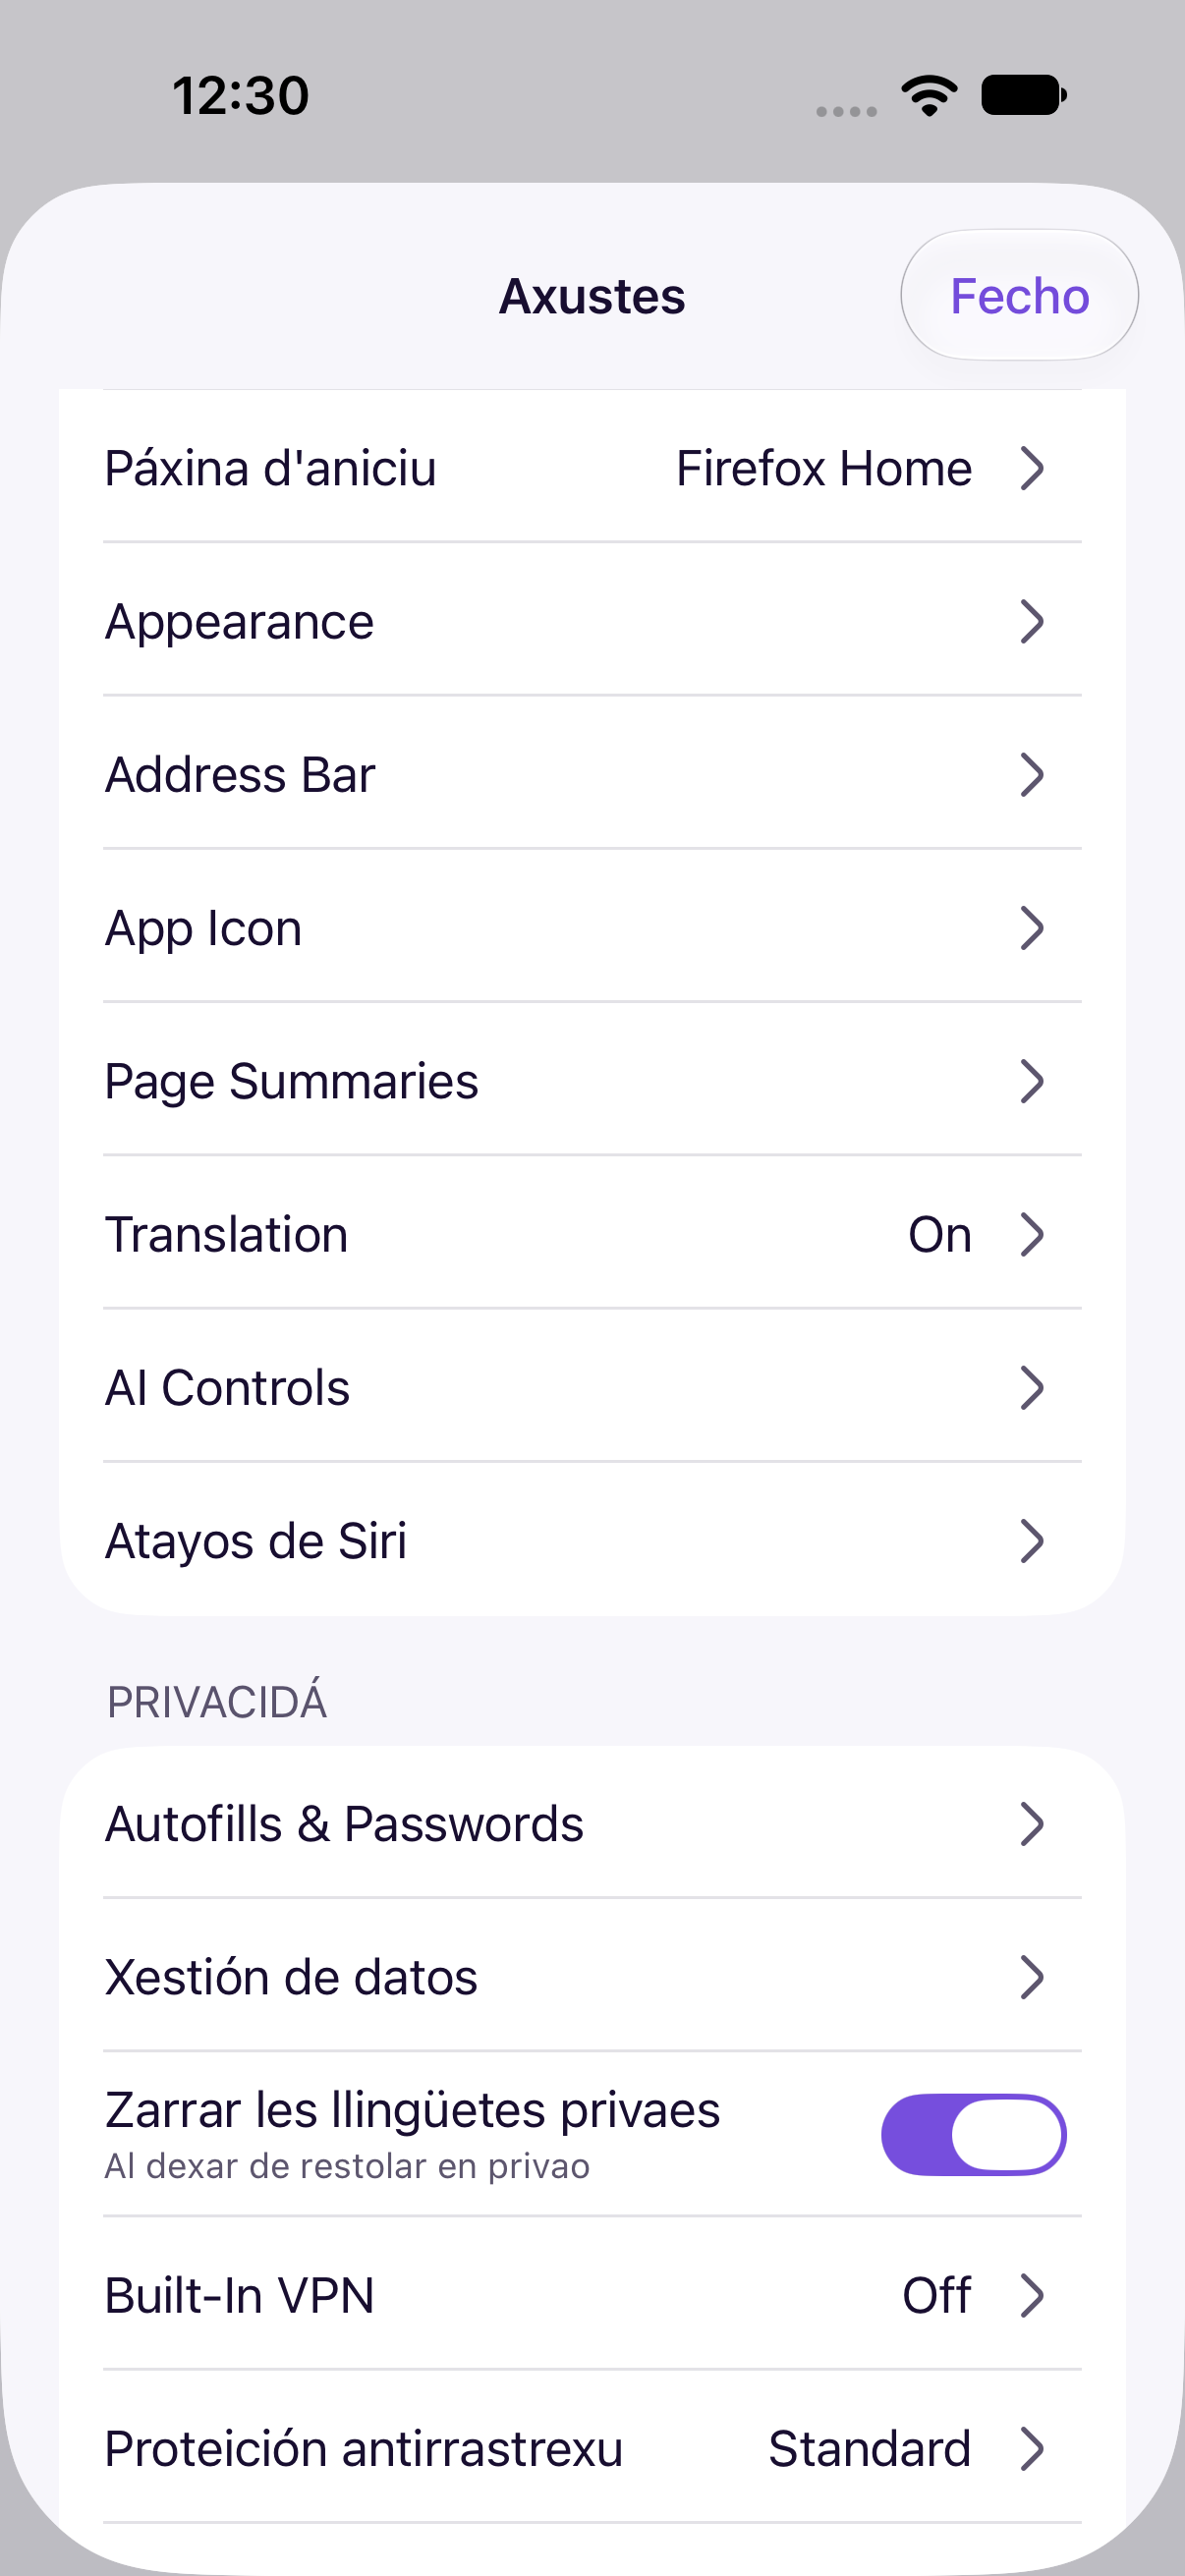 12:30
Axustes
Fecho
Páxina d'aniciu
Firefox Home
Appearance
Address Bar
App Icon
Page Summaries
Translation
On
AI Controls
Atayos de Siri
PRIVACIDÁ
Autofills & Passwords
Xestión de datos
Zarrar les llingüetes privaes
Al dexar de restolar en privao
Built-In VPN
Off
Proteición antirrastrexu
Standard